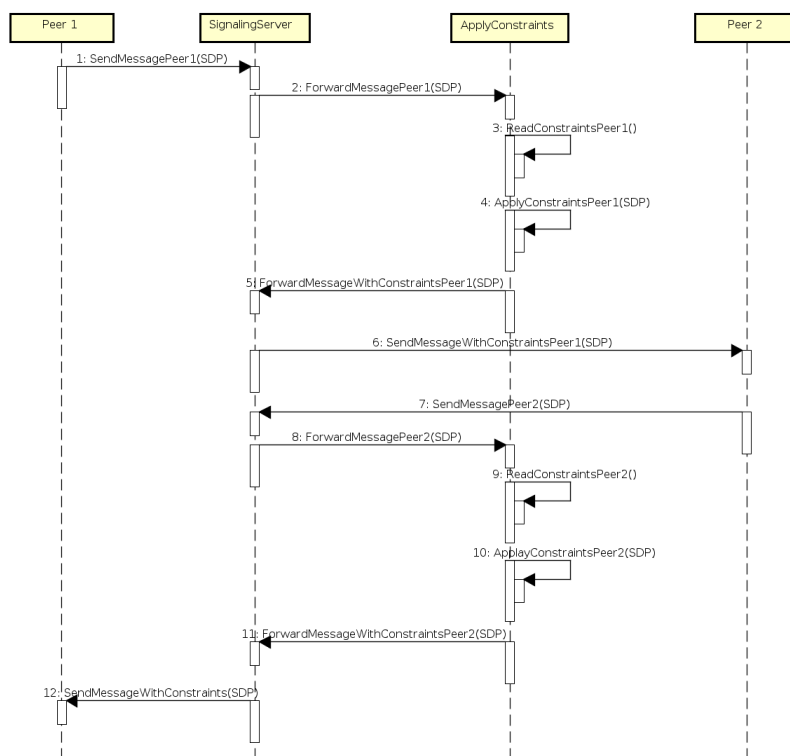 Peer 1
SignalingServer
ApplyConstraints
Peer 2
1: SendMessagePeer1(SDP)
2: ForwardMessagePeer1(SDP)
3: ReadConstraintsPeer1()
4: ApplyConstraintsPeer1(SDP)
5: ForwardMessageWithConstraintsPeer1(SDP)
6: SendMessageWithConstraintsPeer1(SDP)
7: SendMessagePeer2(SDP)
8: ForwardMessagePeer2(SDP)
9: ReadConstraintsPeer2()
10: ApplayConstraintsPeer2(SDP)
11: ForwardMessageWithConstraintsPeer2(SDP)
12: SendMessageWithConstraints(SDP)